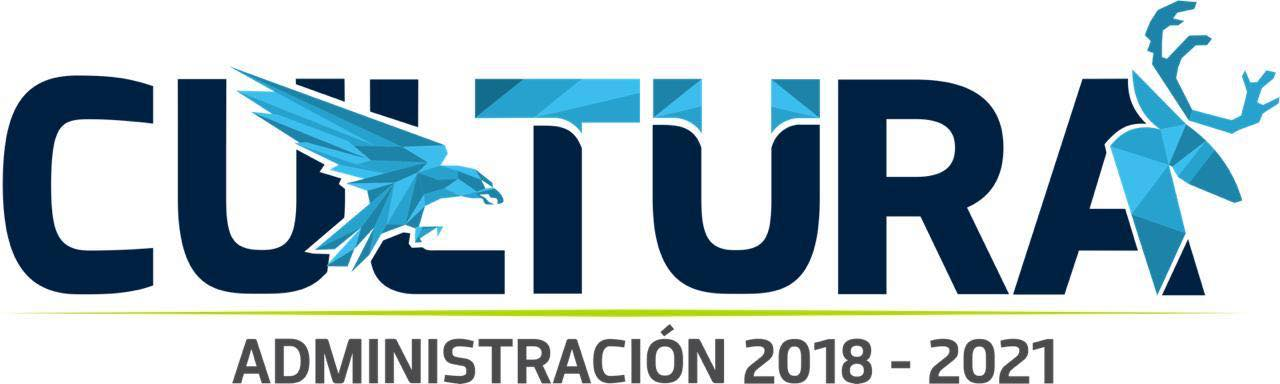 CULTURA
ADMINISTRACIÓN 2018 - 2021